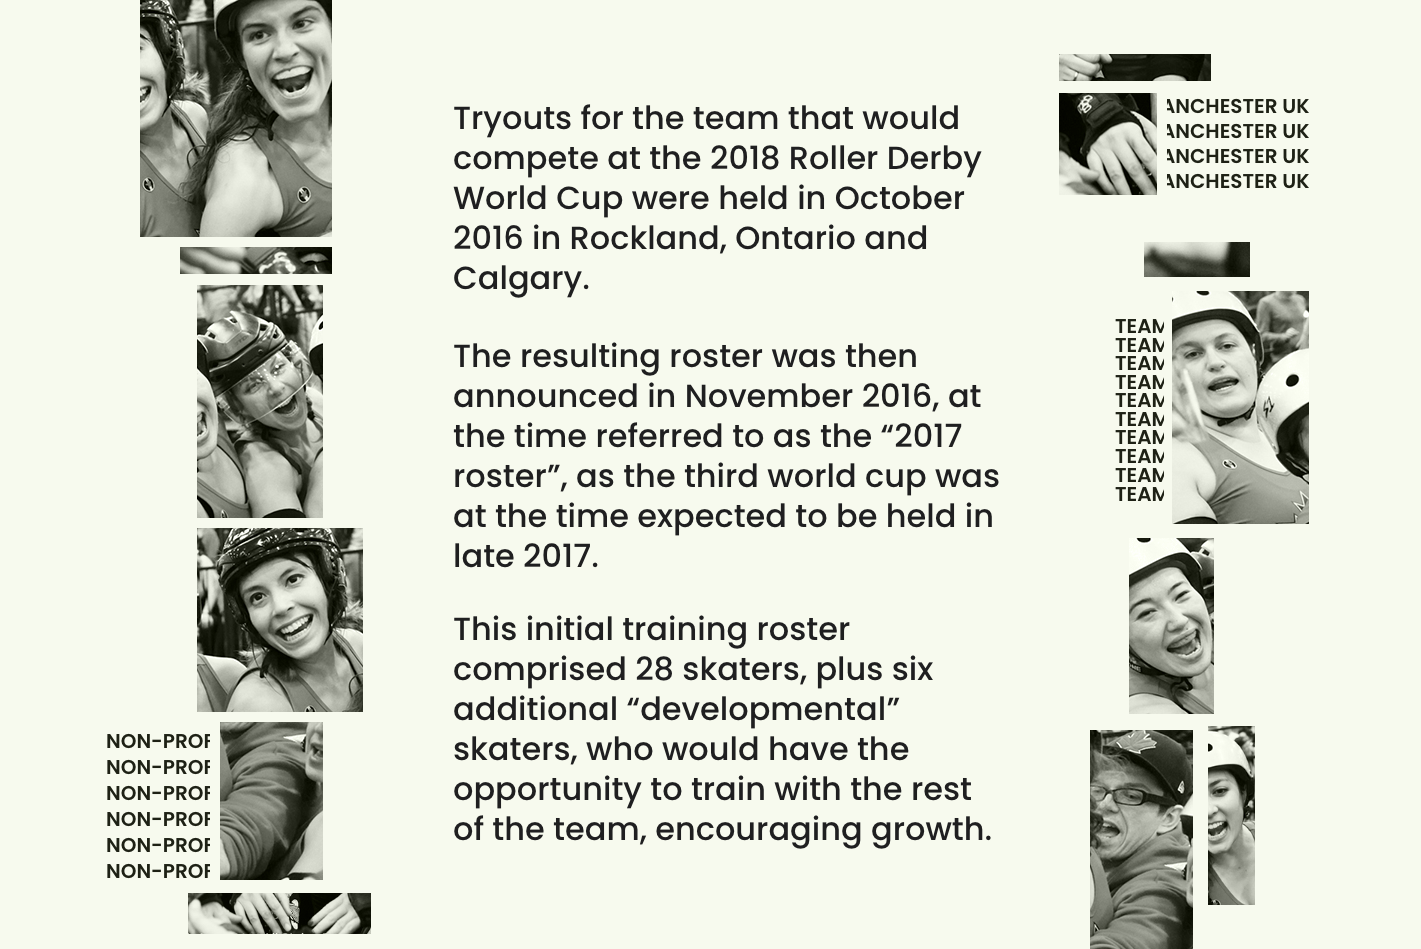 Tryouts for the team that would
compete at the 2018 Roller Derby
World Cup were held in October
2016 in Rockland, Ontario and
Calgary.
The resulting roster was then
announced in November 2016, at
the time referred to as the “2017
roster”, as the third world cup was
at the time expected to be held in
late 2017.
This initial training roster
comprised 28 skaters, plus six
additional “developmental”
skaters, who would have the
opportunity to train with the rest
of the team, encouraging growth.
NON-PROF
NON-PROF
NON-PROF
NON-PROF
NON-PROF
NON-PROF
ANCHESTER UK
ANCHESTER UK
ANCHESTER UK
ANCHESTER UK
TEAM
TEAM
TEAM
TEAM
TEAM
TEAM
TEAM
TEAM
TEAM
TEAM